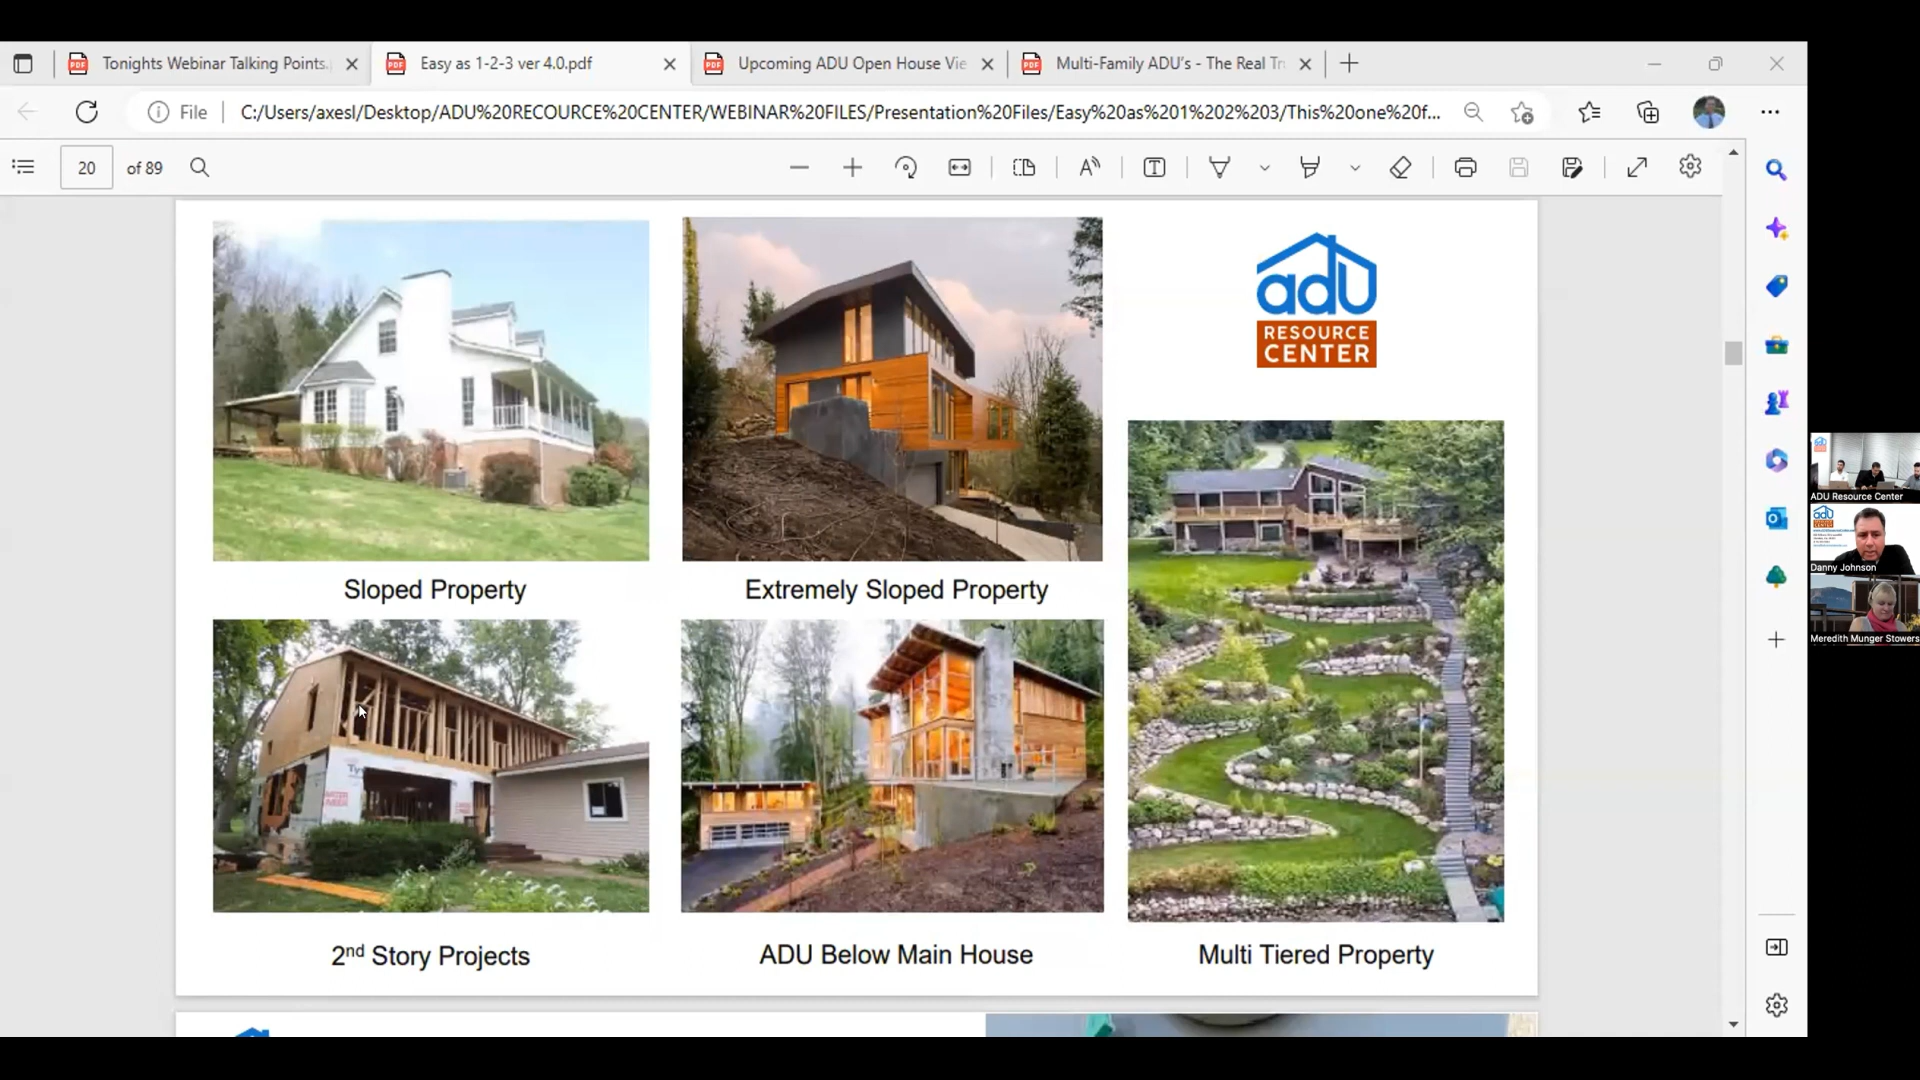 Tonights Webinar Talking Points.
Easy as 1-2-3 ver 4.0.pdf
Upcoming ADU Open House Vie
Multi-Family ADU's - The Real Tr
File
C:/Users/axesl/Desktop/ADU%20RECOURCE%20CENTER/WEBINAR%20FILES/Presentation%20Files/Easy%20as%201%202%203/This%20one%20f...
20 of 89
adu
RESOURCE
CENTER
Sloped Property
Extremely Sloped Property
2nd Story Projects
ADU Below Main House
Multi Tiered Property
ADU Resource Center
Danny Johnson
Meredith Munger Stowers